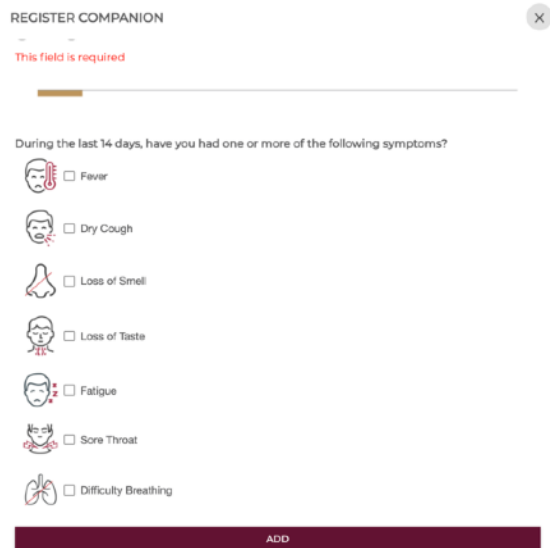 REGISTER COMPANION
This field is required
During the last 14 days, have you had one or more of the following symptoms?
Fever
Dry Cough
Loss of Smell
Loss of Taste
Fatigue
Sore Throat
Difficulty Breathing
ADD